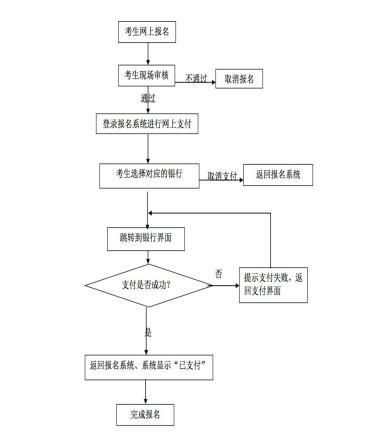 考生网上报名
考生现场审核
不通过
取消报名
通过
登录报名系统进行网上支付
考生选择对应的银行
取消支付
返回报名系统
跳转到银行界面
支付是否成功?
否
提示支付失败，返
回支付界面
是
返回报名系统、系统显示“已支付”
完成报名